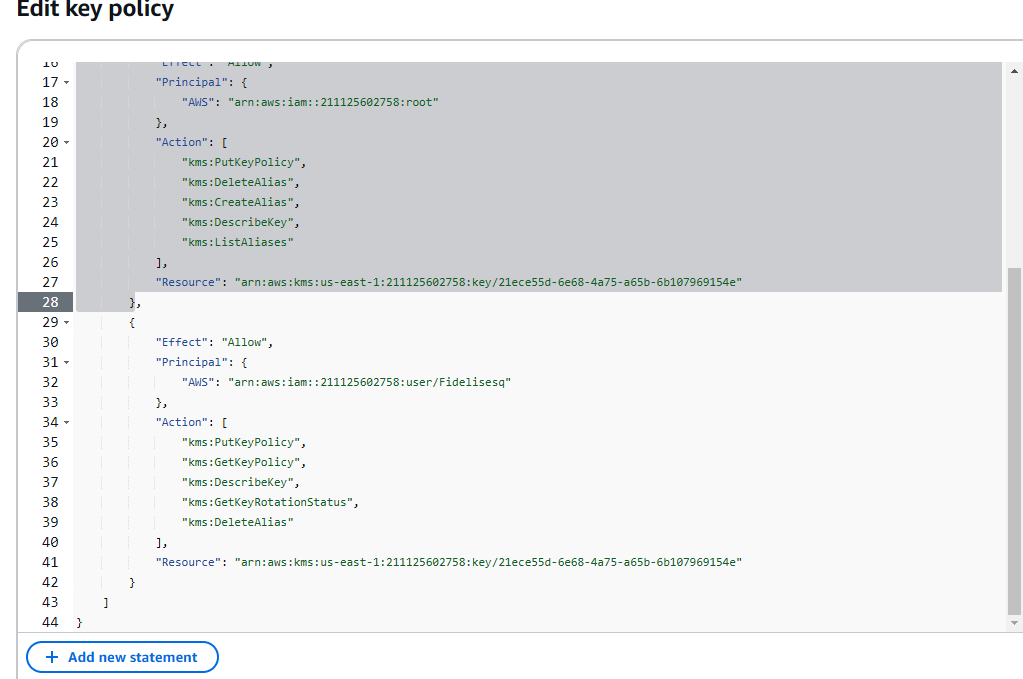 Edit key policy
16 "Effect": "Allow",
17 "Principal": {
18 "AWS": "arn:aws:iam::211125602758:root"
19 },
20 "Action": [
21 "kms:PutKeyPolicy",
22 "kms:DeleteAlias",
23 "kms:CreateAlias",
24 "kms:DescribeKey",
25 "kms:ListAliases"
26 ],
27 "Resource": "arn:aws:kms:us-east-1:211125602758:key/21ece55d-6e68-4a75-a65b-6b107969154e"
28 },
29 {
30 "Effect": "Allow",
31 "Principal": {
32 "AWS": "arn:aws:iam::211125602758:user/Fidelisesq"
33 },
34 "Action": [
35 "kms:PutKeyPolicy",
36 "kms:GetKeyPolicy",
37 "kms:DescribeKey",
38 "kms:GetKeyRotationStatus",
39 "kms:DeleteAlias"
40 ],
41 "Resource": "arn:aws:kms:us-east-1:211125602758:key/21ece55d-6e68-4a75-a65b-6b107969154e"
42 }
43 ]
44 }
+ Add new statement